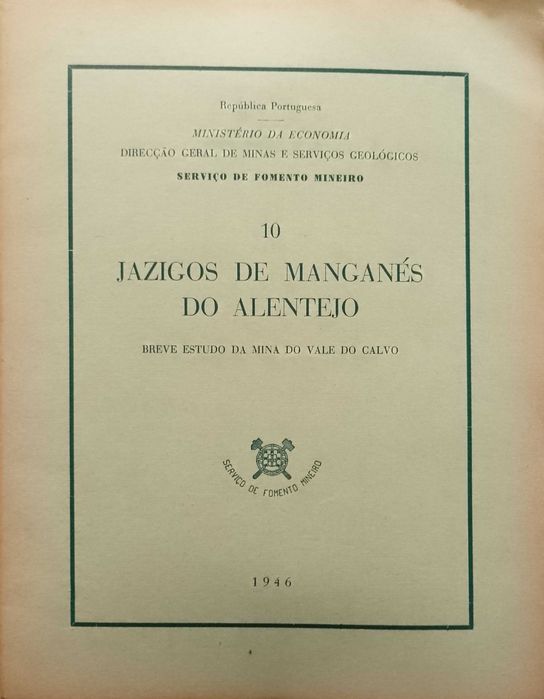 República Portuguesa
MINISTÉRIO DA ECONOMIA
DIRECÇÃO GERAL DE MINAS E SERVIÇOS GEOLÓGICOS
SERVIÇO DE FOMENTO MINEIRO
10
JAZIGOS DE MANGANÉS
DO ALENTEJO
BREVE ESTUDO DA MINA DO VALE DO CALVO
SERVIÇO DE FOMENTO MINEIRO
1946